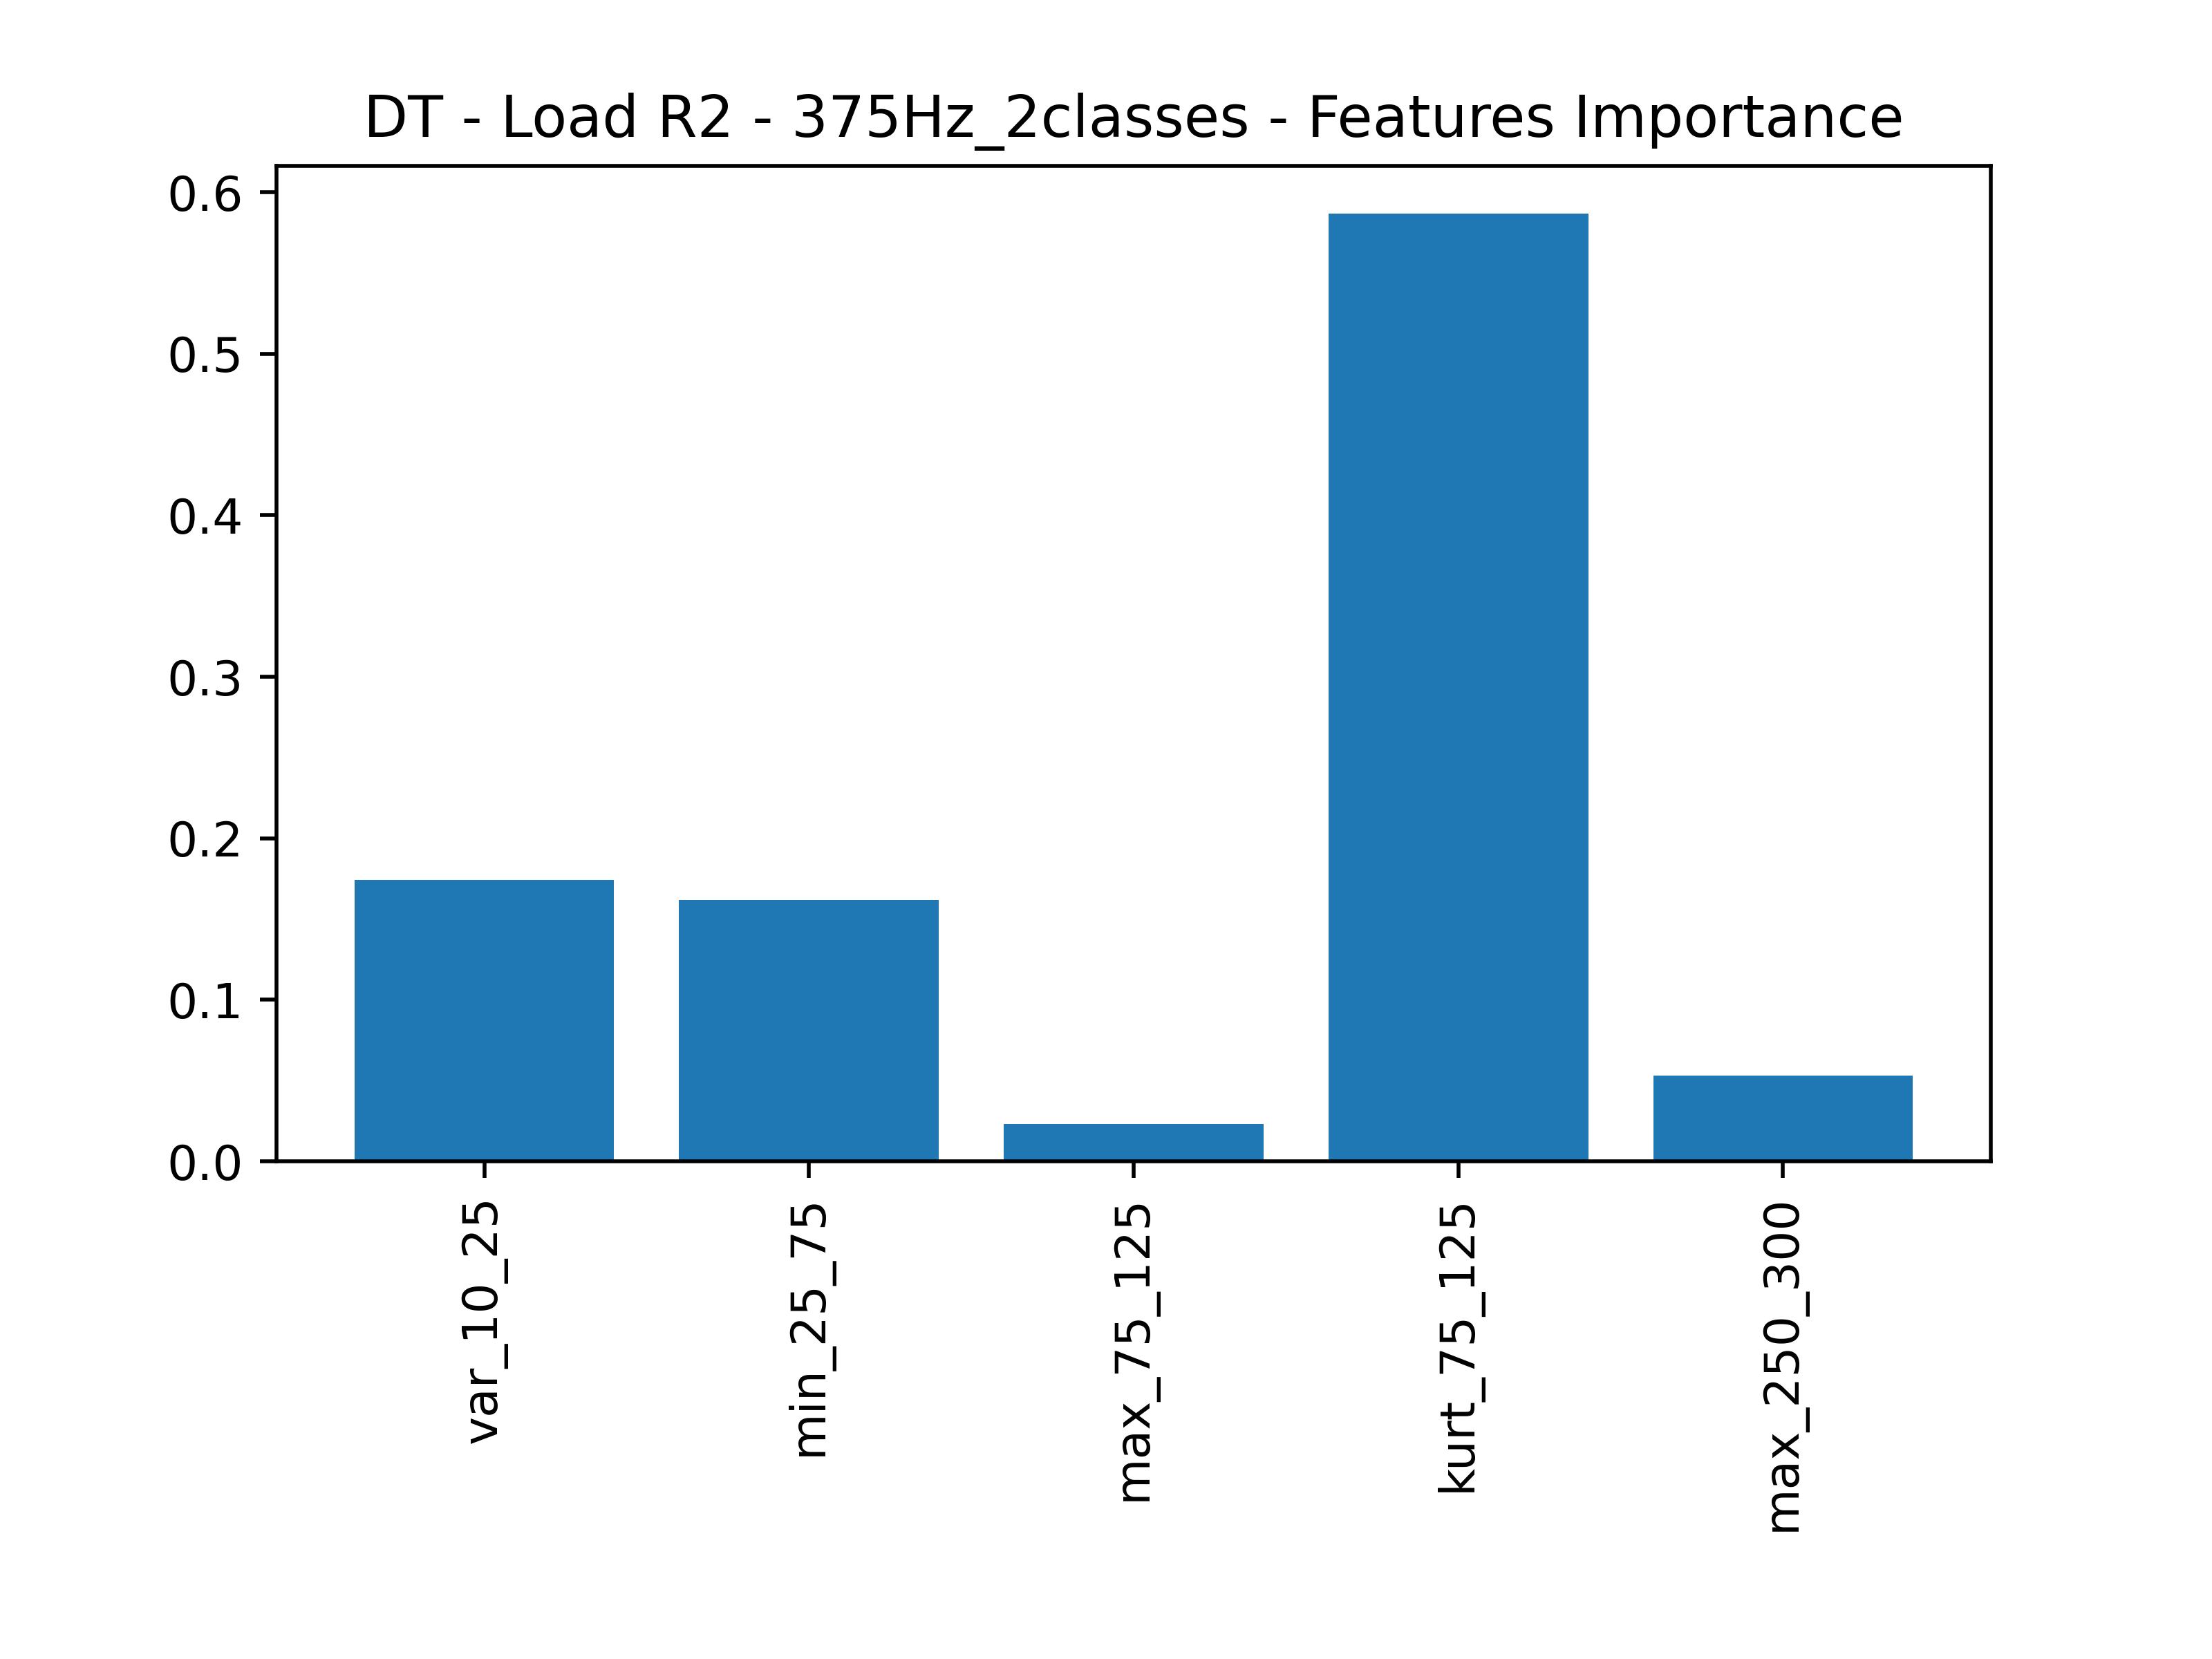 DT - Load R2 - 375Hz_2classes - Features Importance
0.6
0.5
0.4
0.3
0.2
0.1
0.0
var_10_25
min_25_75
max_75_125
kurt_75_125
max_250_300